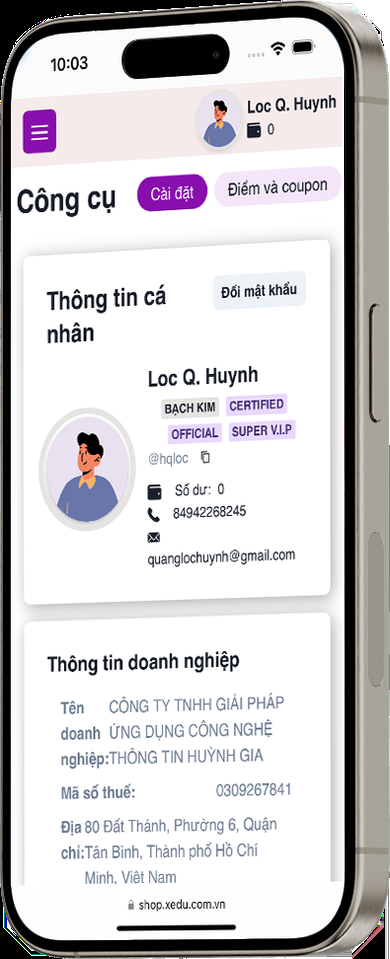 10:03
Loc Q. Huynh
0
Công cụ
Cài đặt
Điểm và coupon
Thông tin cá
nhân
Đổi mật khẩu
Loc Q. Huynh
BẠCH KIM CERTIFIED
OFFICIAL SUPER V.I.P
@hqloc
Số dư: 0
84942268245
quanglochuynh@gmail.com
Thông tin doanh nghiệp
Tên CÔNG TY TNHH GIẢI PHÁP
doanh ỨNG DỤNG CÔNG NGHỆ
nghiệp: THÔNG TIN HUỲNH GIA
Mã số thuế: 0309267841
Địa 80 Đất Thánh, Phường 6, Quận
chỉ: Tân Bình, Thành phố Hồ Chí
Minh, Việt Nam
shop.xedu.com.vn